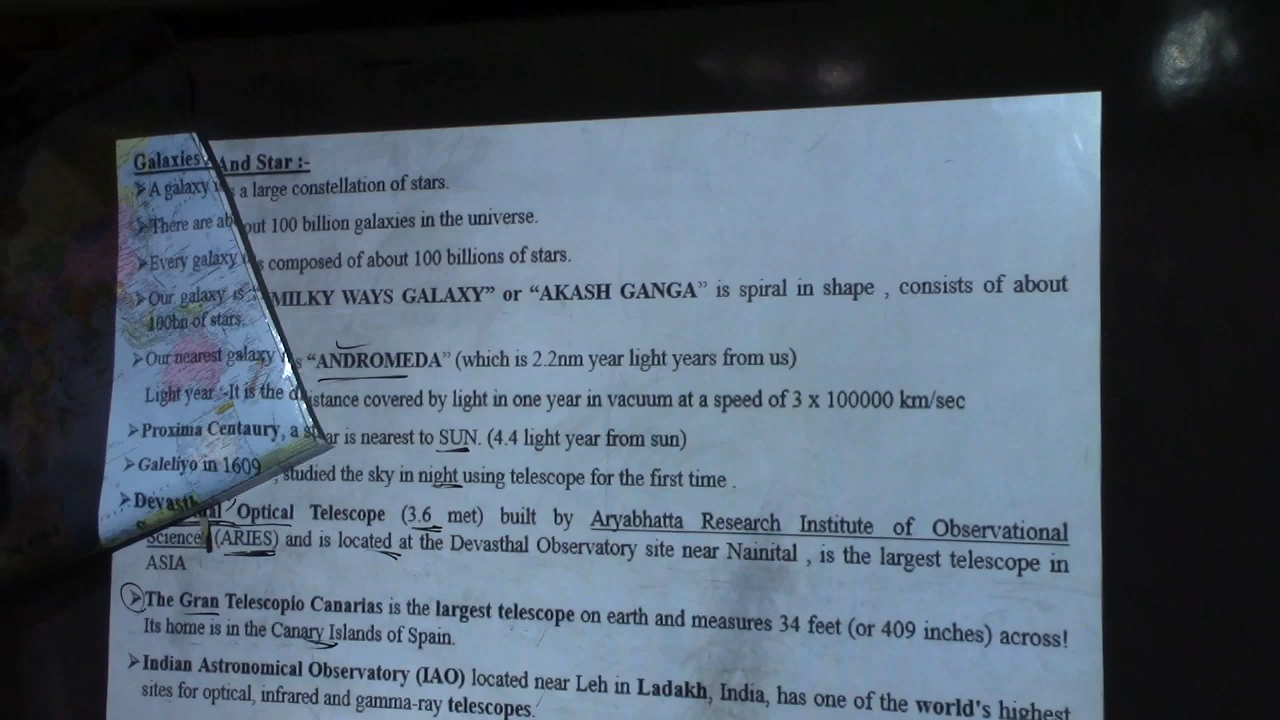 Galaxies And Star :-
➢A galaxy is a large constellation of stars.
➢There are about 100 billion galaxies in the universe.
➢Every galaxy is composed of about 100 billions of stars.
➢Our galaxy is "MILKY WAYS GALAXY" or "AKASH GANGA" is spiral in shape , consists of about
100bn of stars.
➢Our nearest galaxy is "ANDROMEDA" (which is 2.2nm year light years from us)
Light year :-It is the distance covered by light in one year in vacuum at a speed of 3 x 100000 km/sec
➢Proxima Centaury, a star is nearest to SUN. (4.4 light year from sun)
➢Galeliyo in 1609 , studied the sky in night using telescope for the first time .
➢Devasthal Optical Telescope (3.6 met) built by Aryabhatta Research Institute of Observational
Science (ARIES) and is located at the Devasthal Observatory site near Nainital , is the largest telescope in
ASIA
➢The Gran Telescopio Canarias is the largest telescope on earth and measures 34 feet (or 409 inches) across!
Its home is in the Canary Islands of Spain.
➢Indian Astronomical Observatory (IAO) located near Leh in Ladakh, India, has one of the world's highest
sites for optical, infrared and gamma-ray telescopes.